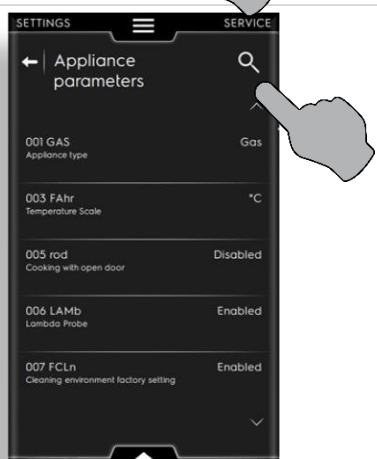 SETTINGS SERVICE
Appliance
parameters
001 GAS Gas
Appliance type
003 FAhr °C
Temperature Scale
005 rod Disabled
Cooking with open door
006 LAMb Enabled
Lambda Probe
007 FCLn Enabled
Cleaning environment factory setting